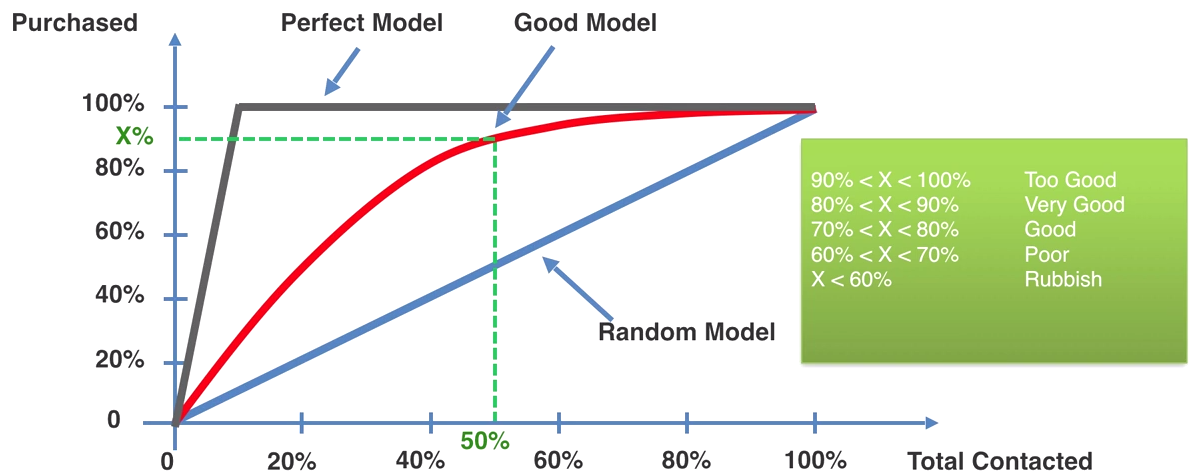 Purchased
Perfect Model
Good Model
100%
X%
80%
60%
40%
20%
0
90% < X < 100% Too Good
80% < X < 90% Very Good
70% < X < 80% Good
60% < X < 70% Poor
X < 60% Rubbish
Random Model
50%
0 20% 40% 60% 80% 100% Total Contacted